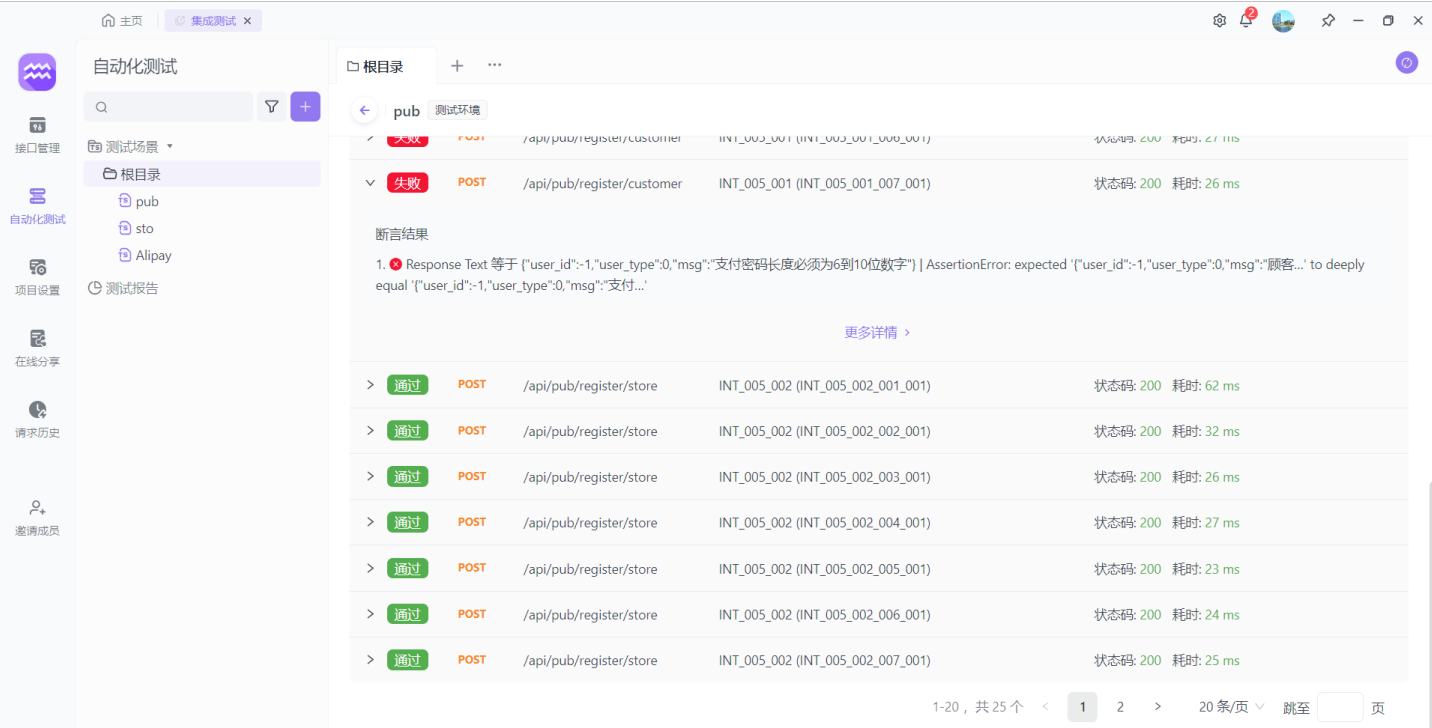 主页
集成测试
2
自动化测试
根目录
pub 测试环境
接口管理
自动化测试
项目设置
在线分享
请求历史
邀请成员
测试场景
根目录
pub
sto
Alipay
测试报告
失败 POST /api/pub/register/customer INT_005_001 (INT_005_001_006_001) 状态码: 200 耗时: 27 ms
失败 POST /api/pub/register/customer INT_005_001 (INT_005_001_007_001) 状态码: 200 耗时: 26 ms
断言结果
1. Response Text 等于 {"user_id":-1,"user_type":0,"msg":"支付密码长度必须为6到10位数字"} | AssertionError: expected '{"user_id":-1,"user_type":0,"msg":"顾客...' to deeply
equal '{"user_id":-1,"user_type":0,"msg":"支付...'
更多详情
通过 POST /api/pub/register/store INT_005_002 (INT_005_002_001_001) 状态码: 200 耗时: 62 ms
通过 POST /api/pub/register/store INT_005_002 (INT_005_002_002_001) 状态码: 200 耗时: 32 ms
通过 POST /api/pub/register/store INT_005_002 (INT_005_002_003_001) 状态码: 200 耗时: 26 ms
通过 POST /api/pub/register/store INT_005_002 (INT_005_002_004_001) 状态码: 200 耗时: 27 ms
通过 POST /api/pub/register/store INT_005_002 (INT_005_002_005_001) 状态码: 200 耗时: 23 ms
通过 POST /api/pub/register/store INT_005_002 (INT_005_002_006_001) 状态码: 200 耗时: 24 ms
通过 POST /api/pub/register/store INT_005_002 (INT_005_002_007_001) 状态码: 200 耗时: 25 ms
1-20 ，共 25 个 1 2 20 条/页 跳至 页